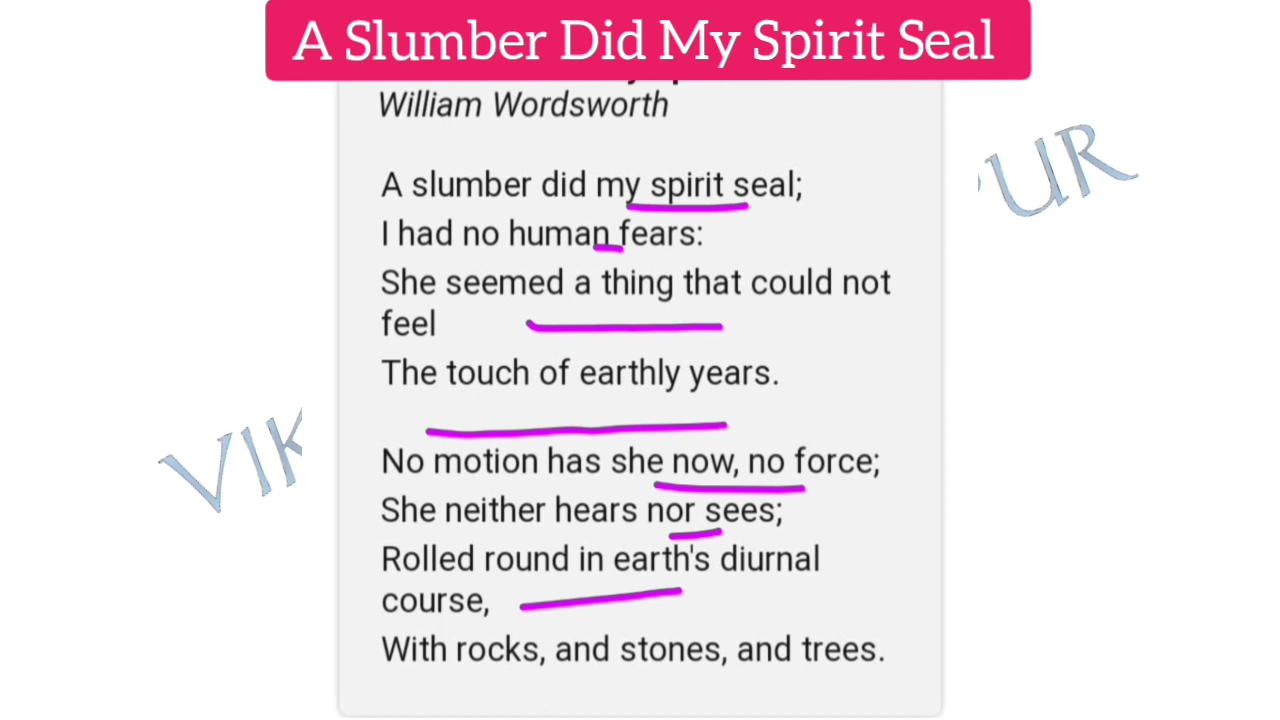 A Slumber Did My Spirit Seal
William Wordsworth
A slumber did my spirit seal;
I had no human fears:
She seemed a thing that could not
feel
The touch of earthly years.
No motion has she now, no force;
She neither hears nor sees;
Rolled round in earth's diurnal
course,
With rocks, and stones, and trees.